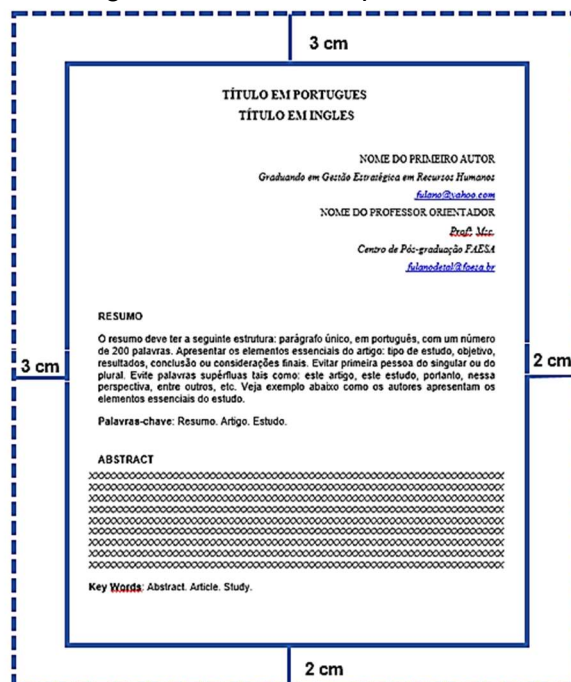 3 cm
TÍTULO EM PORTUGUES
TÍTULO EM INGLES
NOME DO PRIMEIRO AUTOR
Graduando em Gestão Estratégica em Recursos Humanos
fulano@yahoo.com
NOME DO PROFESSOR ORIENTADOR
Profº Msc.
Centro de Pós-graduação FAESA
fulanodetal@faesa.br
RESUMO
O resumo deve ter a seguinte estrutura: parágrafo único, em português, com um número
de 200 palavras. Apresentar os elementos essenciais do artigo: tipo de estudo, objetivo,
resultados, conclusão ou considerações finais. Evitar primeira pessoa do singular ou do
plural. Evite palavras supérfluas tais como: este artigo, este estudo, portanto, nessa
perspectiva, entre outros, etc. Veja exemplo abaixo como os autores apresentam os
elementos essenciais do estudo.
3 cm
2 cm
Palavras-chave: Resumo. Artigo. Estudo.
ABSTRACT
Key Words: Abstract. Article. Study.
2 cm